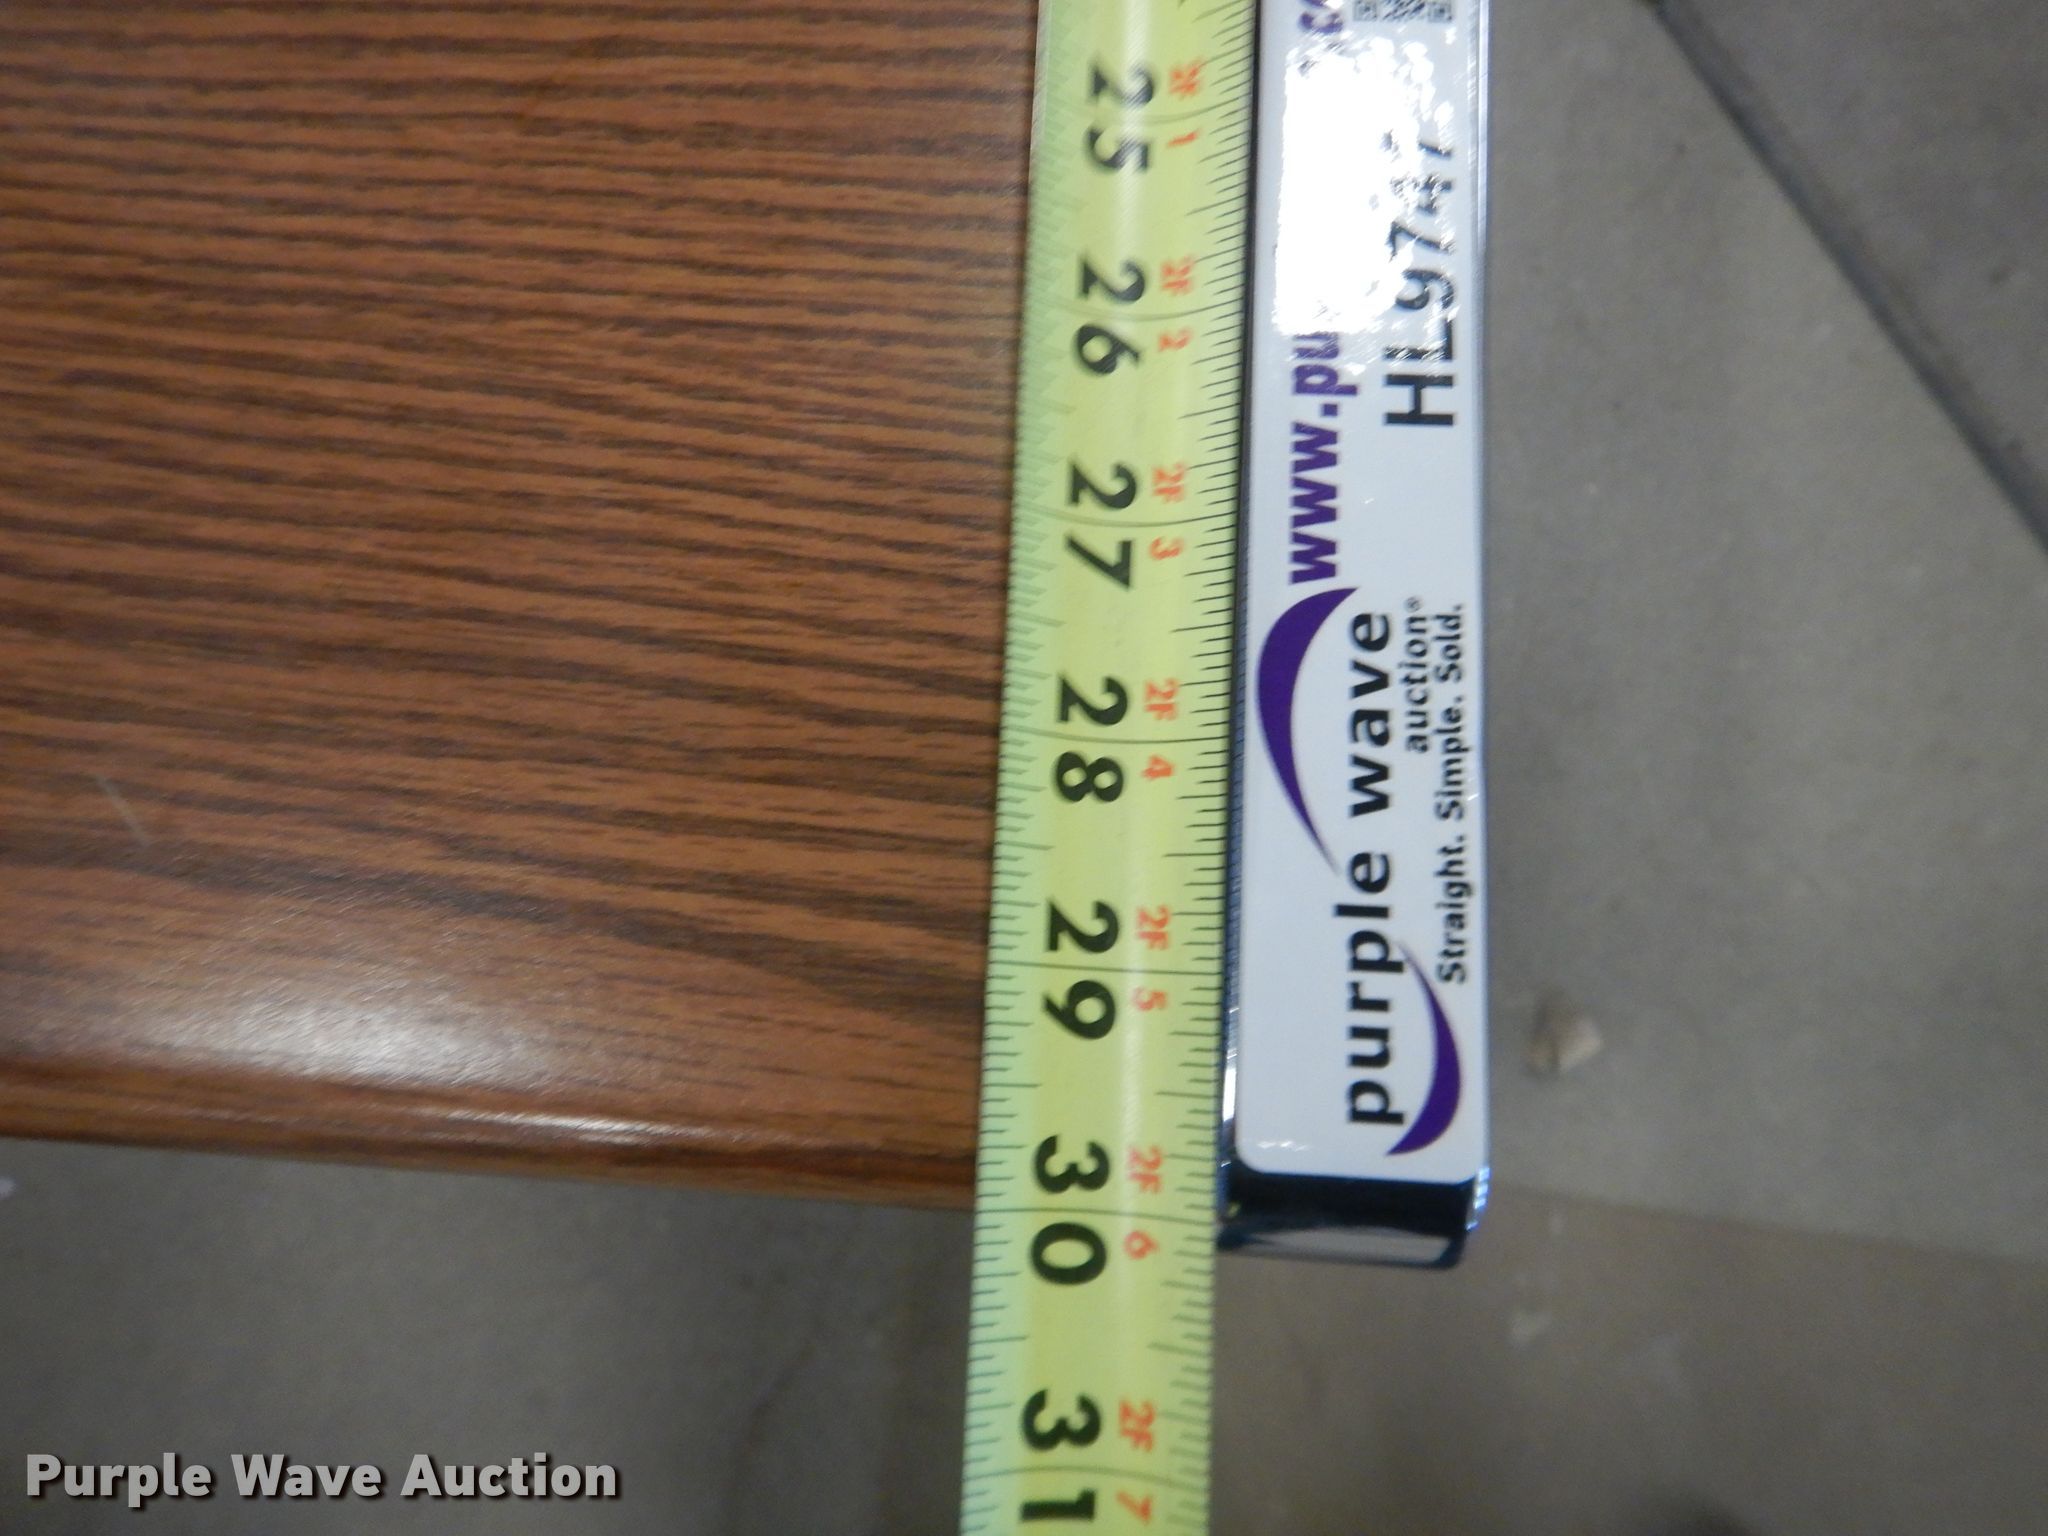 25
2F 1
26
2F 2
27
2F 3
28
2F 4
29
2F 5
30
2F 6
31
2F 7
www.pu
HL9747
purple wave
auction®
Straight. Simple. Sold.
Purple Wave Auction